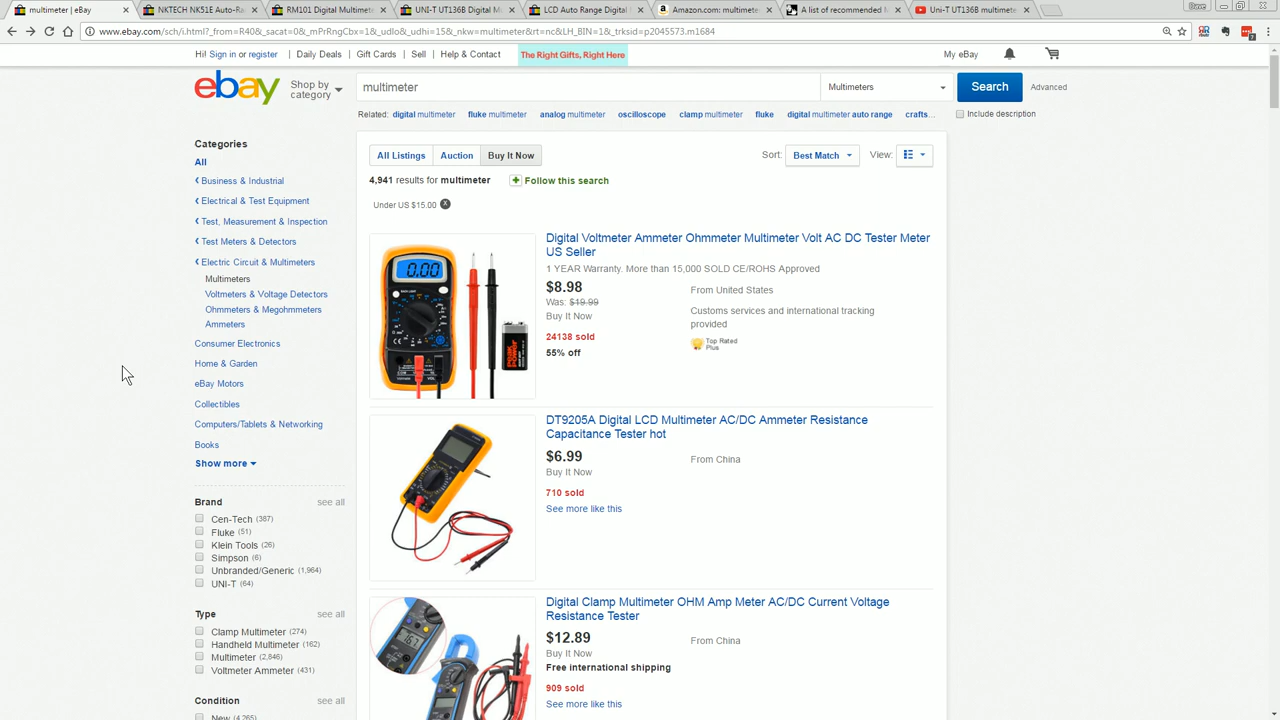 multimeter | eBay
NKTECH NK51E Auto-Ra
RM101 Digital Multimete
UNI-T UT136B Digital M
LCD Auto Range Digital
Amazon.com: multimete
A list of recommended
Uni-T UT136B multimete
www.ebay.com/sch/i.html?_from=R40&_sacat=0&_mPrRngCbx=1&_udlo&_udhi=15&_nkw=multimeter&rt=nc&LH_BIN=1&_trksid=p2045573.m1684
Hi! Sign in or register
Daily Deals
Gift Cards
Sell
Help & Contact
The Right Gifts, Right Here
My eBay
ebay
Shop by
category
multimeter
Multimeters
Search
Advanced
Related: digital multimeter fluke multimeter analog multimeter oscilloscope clamp multimeter fluke digital multimeter auto range crafts...
Include description
Categories
All
Business & Industrial
Electrical & Test Equipment
Test, Measurement & Inspection
Test Meters & Detectors
Electric Circuit & Multimeters
Multimeters
Voltmeters & Voltage Detectors
Ohmmeters & Megohmmeters
Ammeters
Consumer Electronics
Home & Garden
eBay Motors
Collectibles
Computers/Tablets & Networking
Books
Show more
Brand see all
Cen-Tech (387)
Fluke (51)
Klein Tools (26)
Simpson (6)
Unbranded/Generic (1,964)
UNI-T (64)
Type see all
Clamp Multimeter (274)
Handheld Multimeter (162)
Multimeter (2,846)
Voltmeter Ammeter (431)
Condition see all
New (4,265)
All Listings Auction Buy It Now
Sort: Best Match View:
4,941 results for multimeter
Follow this search
Under US $15.00 x
0.00
Digital Voltmeter Ammeter Ohmmeter Multimeter Volt AC DC Tester Meter
US Seller
1 YEAR Warranty. More than 15,000 SOLD CE/ROHS Approved
$8.98
Was: $19.99
Buy It Now
24138 sold
55% off
From United States
Customs services and international tracking
provided
Top Rated
Plus
DT9205A Digital LCD Multimeter AC/DC Ammeter Resistance
Capacitance Tester hot
$6.99
Buy It Now
From China
710 sold
See more like this
Digital Clamp Multimeter OHM Amp Meter AC/DC Current Voltage
Resistance Tester
$12.89
Buy It Now
Free international shipping
From China
909 sold
See more like this